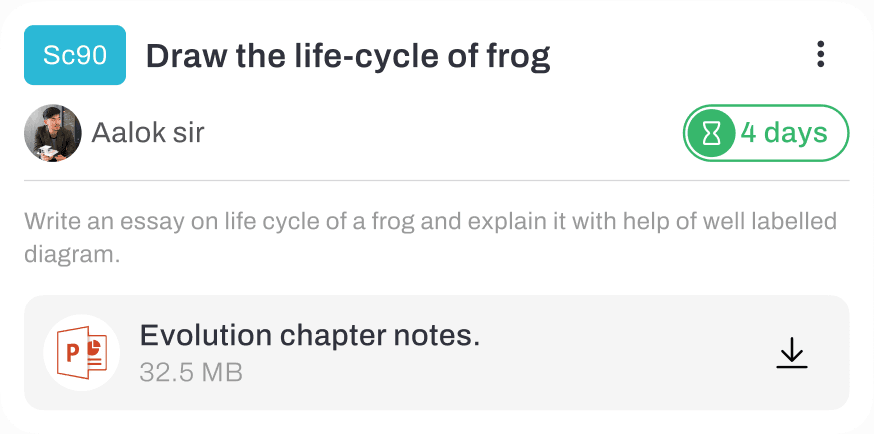 Sc90 Draw the life-cycle of frog
Aalok sir 4 days
Write an essay on life cycle of a frog and explain it with help of well labelled
diagram.
P Evolution chapter notes.
32.5 MB